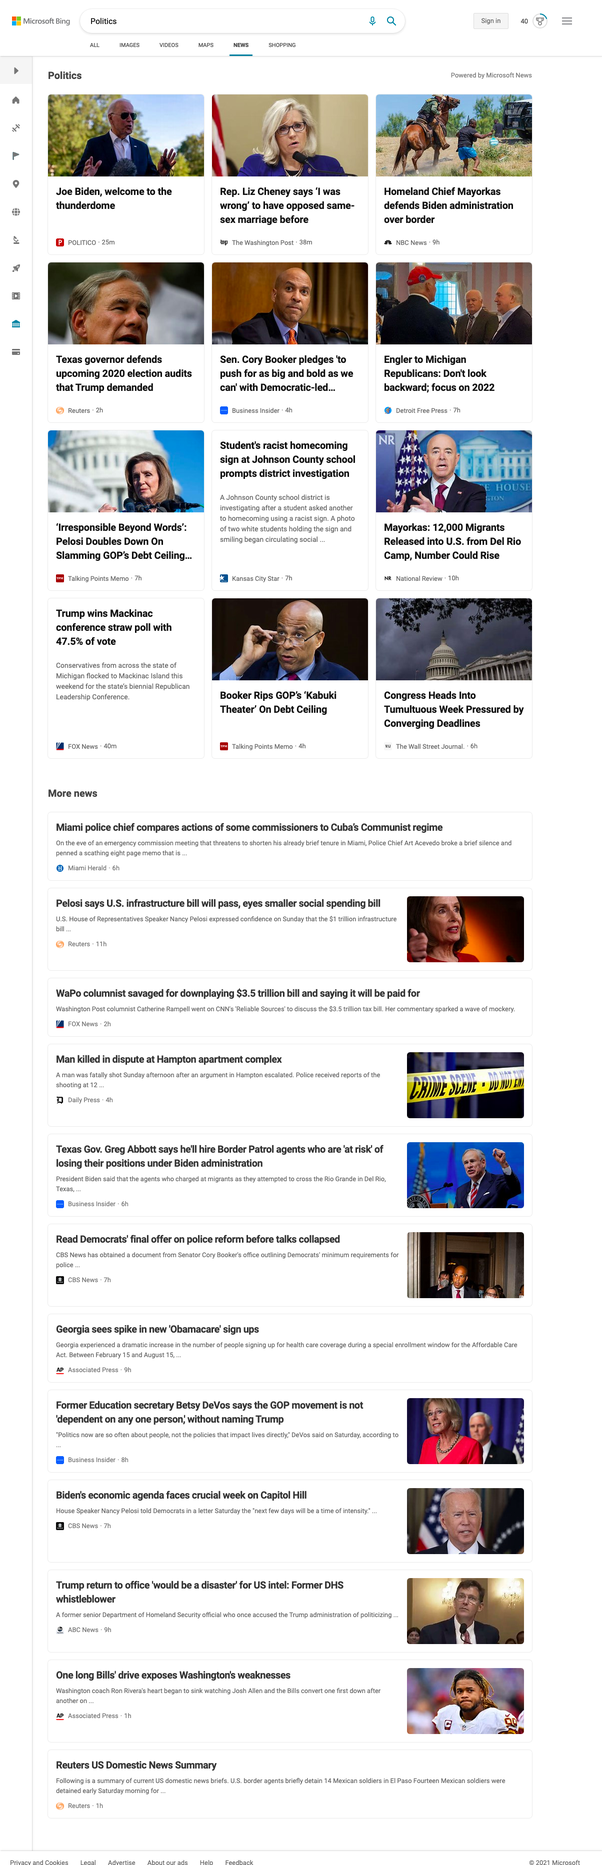 Microsoft Bing
Politics
Sign in
40
ALL
IMAGES
VIDEOS
MAPS
NEWS
SHOPPING
Politics
Powered by Microsoft News
Joe Biden, welcome to the
thunderdome
POLITICO · 25m
Rep. Liz Cheney says ‘I was
wrong’ to have opposed same-
sex marriage before
The Washington Post · 38m
Homeland Chief Mayorkas
defends Biden administration
over border
NBC News · 9h
Texas governor defends
upcoming 2020 election audits
that Trump demanded
Reuters · 2h
Sen. Cory Booker pledges 'to
push for as big and bold as we
can' with Democratic-led...
Business Insider · 4h
Engler to Michigan
Republicans: Don't look
backward; focus on 2022
Detroit Free Press · 7h
‘Irresponsible Beyond Words’:
Pelosi Doubles Down On
Slamming GOP’s Debt Ceiling...
Talking Points Memo · 7h
Student's racist homecoming
sign at Johnson County school
prompts district investigation
A Johnson County school district is
investigating after a student asked another
to homecoming using a racist sign. A photo
of two white students holding the sign and
smiling began circulating social ...
Kansas City Star · 7h
NR
HOUSE
Mayorkas: 12,000 Migrants
Released into U.S. from Del Rio
Camp, Number Could Rise
NR National Review · 10h
Trump wins Mackinac
conference straw poll with
47.5% of vote
Conservatives from across the state of
Michigan flocked to Mackinac Island this
weekend for the state's biennial Republican
Leadership Conference.
FOX News · 40m
Booker Rips GOP’s ‘Kabuki
Theater’ On Debt Ceiling
Talking Points Memo · 4h
Congress Heads Into
Tumultuous Week Pressured by
Converging Deadlines
The Wall Street Journal. · 6h
More news
Miami police chief compares actions of some commissioners to Cuba’s Communist regime
On the eve of an emergency commission meeting that threatens to shorten his already brief tenure in Miami, Police Chief Art Acevedo broke a brief silence and
penned a scathing eight page memo that is ...
Miami Herald · 6h
Pelosi says U.S. infrastructure bill will pass, eyes smaller social spending bill
U.S. House of Representatives Speaker Nancy Pelosi expressed confidence on Sunday that the $1 trillion infrastructure
bill ...
Reuters · 11h
WaPo columnist savaged for downplaying $3.5 trillion bill and saying it will be paid for
Washington Post columnist Catherine Rampell went on CNN's 'Reliable Sources' to discuss the $3.5 trillion tax bill. Her commentary sparked a wave of mockery.
FOX News · 2h
Man killed in dispute at Hampton apartment complex
A man was fatally shot Sunday afternoon after an argument in Hampton escalated. Police received reports of the
shooting at 12 ...
Daily Press · 4h
CRIME SCENE - DO NOT ENT
Texas Gov. Greg Abbott says he'll hire Border Patrol agents who are 'at risk' of
losing their positions under Biden administration
President Biden said that the agents who charged at migrants as they attempted to cross the Rio Grande in Del Rio,
Texas, ...
Business Insider · 6h
Read Democrats' final offer on police reform before talks collapsed
CBS News has obtained a document from Senator Cory Booker's office outlining Democrats' minimum requirements for
police ...
CBS News · 7h
Georgia sees spike in new 'Obamacare' sign ups
Georgia experienced a dramatic increase in the number of people signing up for health care coverage during a special enrollment window for the Affordable Care
Act. Between February 15 and August 15, ...
AP Associated Press · 9h
Former Education secretary Betsy DeVos says the GOP movement is not
'dependent on any one person,' without naming Trump
"Politics now are so often about people, not the policies that impact lives directly," DeVos said on Saturday, according to
...
Business Insider · 8h
Biden's economic agenda faces crucial week on Capitol Hill
House Speaker Nancy Pelosi told Democrats in a letter Saturday the "next few days will be a time of intensity." ...
CBS News · 7h
Trump return to office 'would be a disaster' for US intel: Former DHS
whistleblower
A former senior Department of Homeland Security official who once accused the Trump administration of politicizing ...
ABC News · 9h
One long Bills' drive exposes Washington's weaknesses
Washington coach Ron Rivera's heart began to sink watching Josh Allen and the Bills convert one first down after
another on ...
AP Associated Press · 1h
Reuters US Domestic News Summary
Following is a summary of current US domestic news briefs. U.S. border agents briefly detain 14 Mexican soldiers in El Paso Fourteen Mexican soldiers were
detained early Saturday morning for ...
Reuters · 1h
Privacy and Cookies
Legal
Advertise
About our ads
Help
Feedback
© 2021 Microsoft